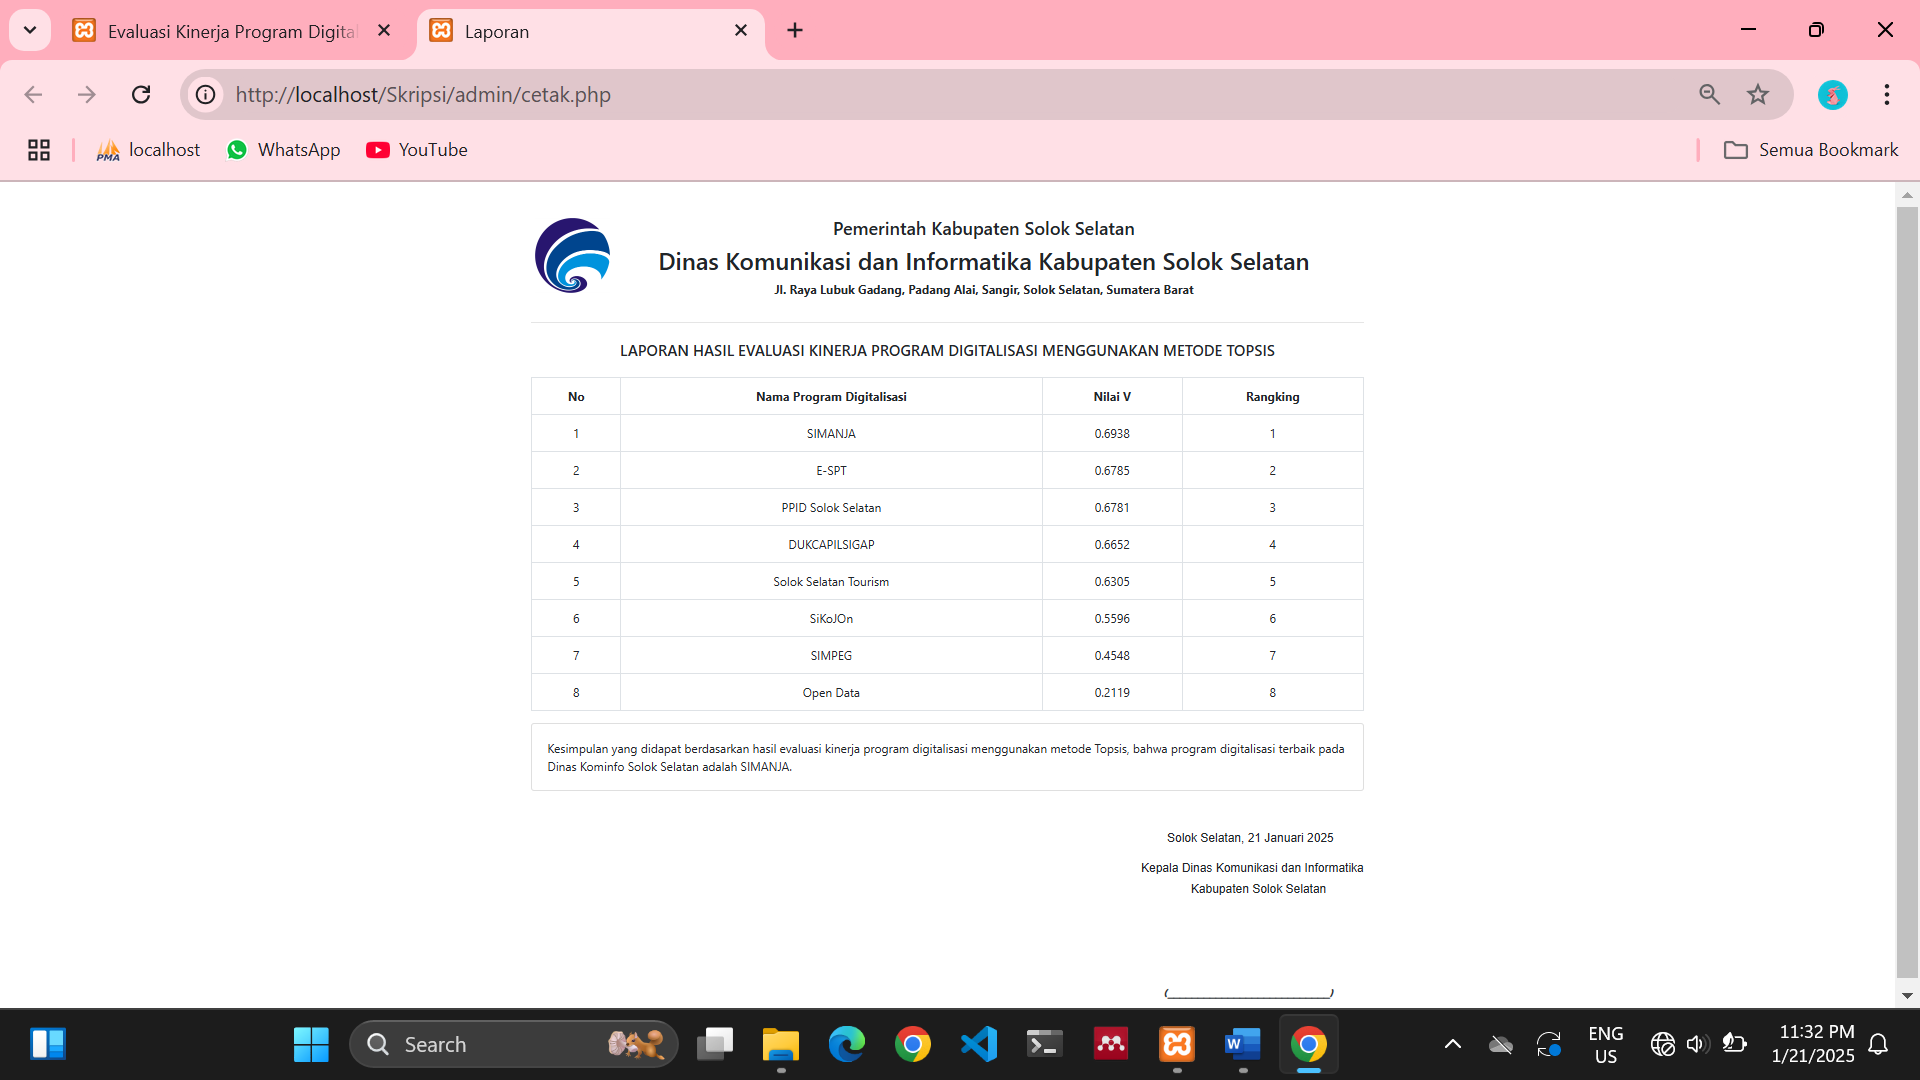 Evaluasi Kinerja Program Digital
Laporan
http://localhost/Skripsi/admin/cetak.php
PMA localhost WhatsApp YouTube Semua Bookmark
Pemerintah Kabupaten Solok Selatan
Dinas Komunikasi dan Informatika Kabupaten Solok Selatan
Jl. Raya Lubuk Gadang, Padang Alai, Sangir, Solok Selatan, Sumatera Barat
LAPORAN HASIL EVALUASI KINERJA PROGRAM DIGITALISASI MENGGUNAKAN METODE TOPSIS
No Nama Program Digitalisasi Nilai V Rangking
1 SIMANJA 0.6938 1
2 E-SPT 0.6785 2
3 PPID Solok Selatan 0.6781 3
4 DUKCAPILSIGAP 0.6652 4
5 Solok Selatan Tourism 0.6305 5
6 SiKoJOn 0.5596 6
7 SIMPEG 0.4548 7
8 Open Data 0.2119 8
Kesimpulan yang didapat berdasarkan hasil evaluasi kinerja program digitalisasi menggunakan metode Topsis, bahwa program digitalisasi terbaik pada
Dinas Kominfo Solok Selatan adalah SIMANJA.
Solok Selatan, 21 Januari 2025
Kepala Dinas Komunikasi dan Informatika
Kabupaten Solok Selatan
(_________________________)
Search
W
ENG
US
11:32 PM
1/21/2025